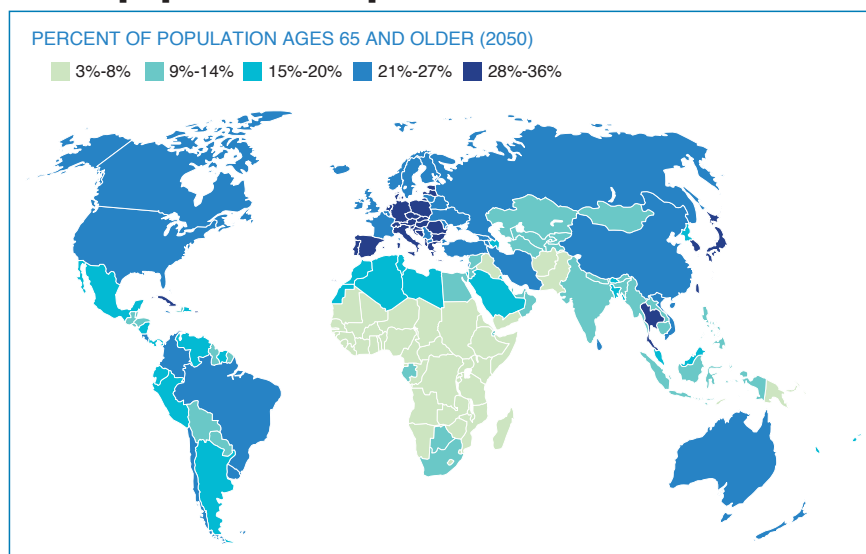 PERCENT OF POPULATION AGES 65 AND OLDER (2050)
3%-8% 9%-14% 15%-20% 21%-27% 28%-36%